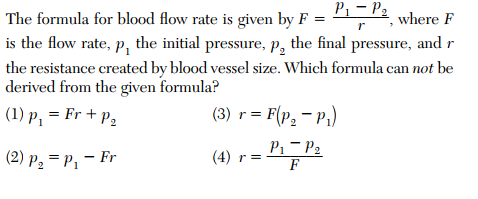 The formula for blood flow rate is given by F = (p₁ − p₂)/r, where F
is the flow rate, p₁ the initial pressure, p₂ the final pressure, and r
the resistance created by blood vessel size. Which formula can not be
derived from the given formula?
(1) p₁ = Fr + p₂ (3) r = F(p₂ − p₁)
(2) p₂ = p₁ − Fr (4) r = (p₁ − p₂)/F